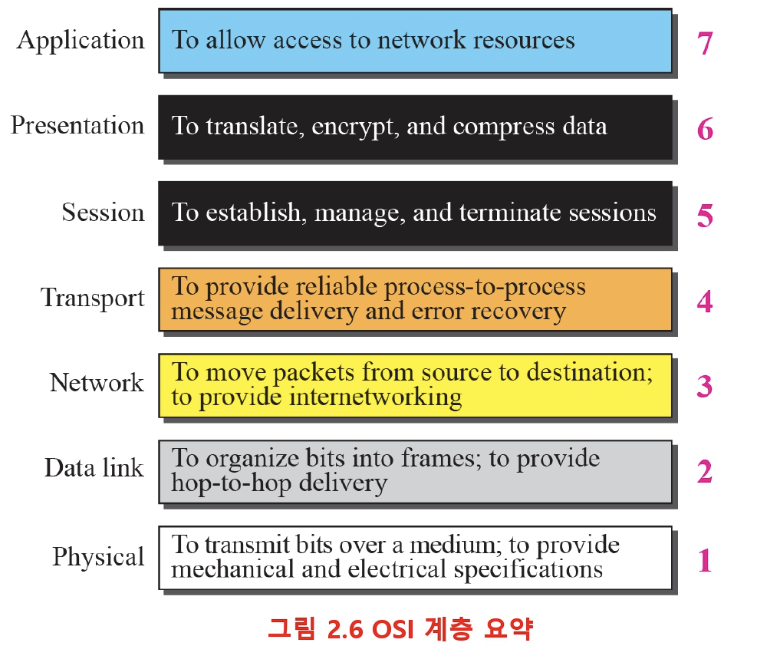 Application
To allow access to network resources
7
Presentation
To translate, encrypt, and compress data
6
Session
To establish, manage, and terminate sessions
5
Transport
To provide reliable process-to-process
message delivery and error recovery
4
Network
To move packets from source to destination;
to provide internetworking
3
Data link
To organize bits into frames; to provide
hop-to-hop delivery
2
Physical
To transmit bits over a medium; to provide
mechanical and electrical specifications
1
그림 2.6 OSI 계층 요약